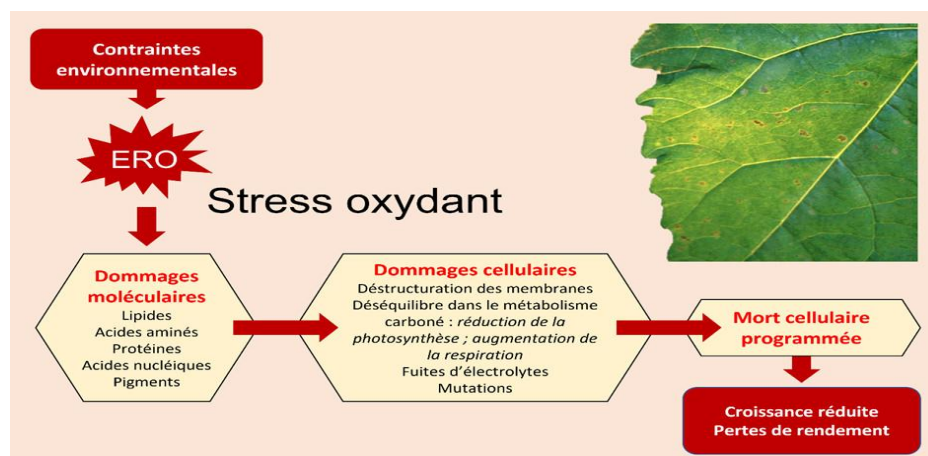 Contraintes
environnementales
ERO
Stress oxydant
Dommages
moléculaires
Lipides
Acides aminés
Protéines
Acides nucléiques
Pigments
Dommages cellulaires
Déstructuration des membranes
Déséquilibre dans le métabolisme
carboné : réduction de la
photosynthèse ; augmentation de
la respiration
Fuites d’électrolytes
Mutations
Mort cellulaire
programmée
Croissance réduite
Pertes de rendement